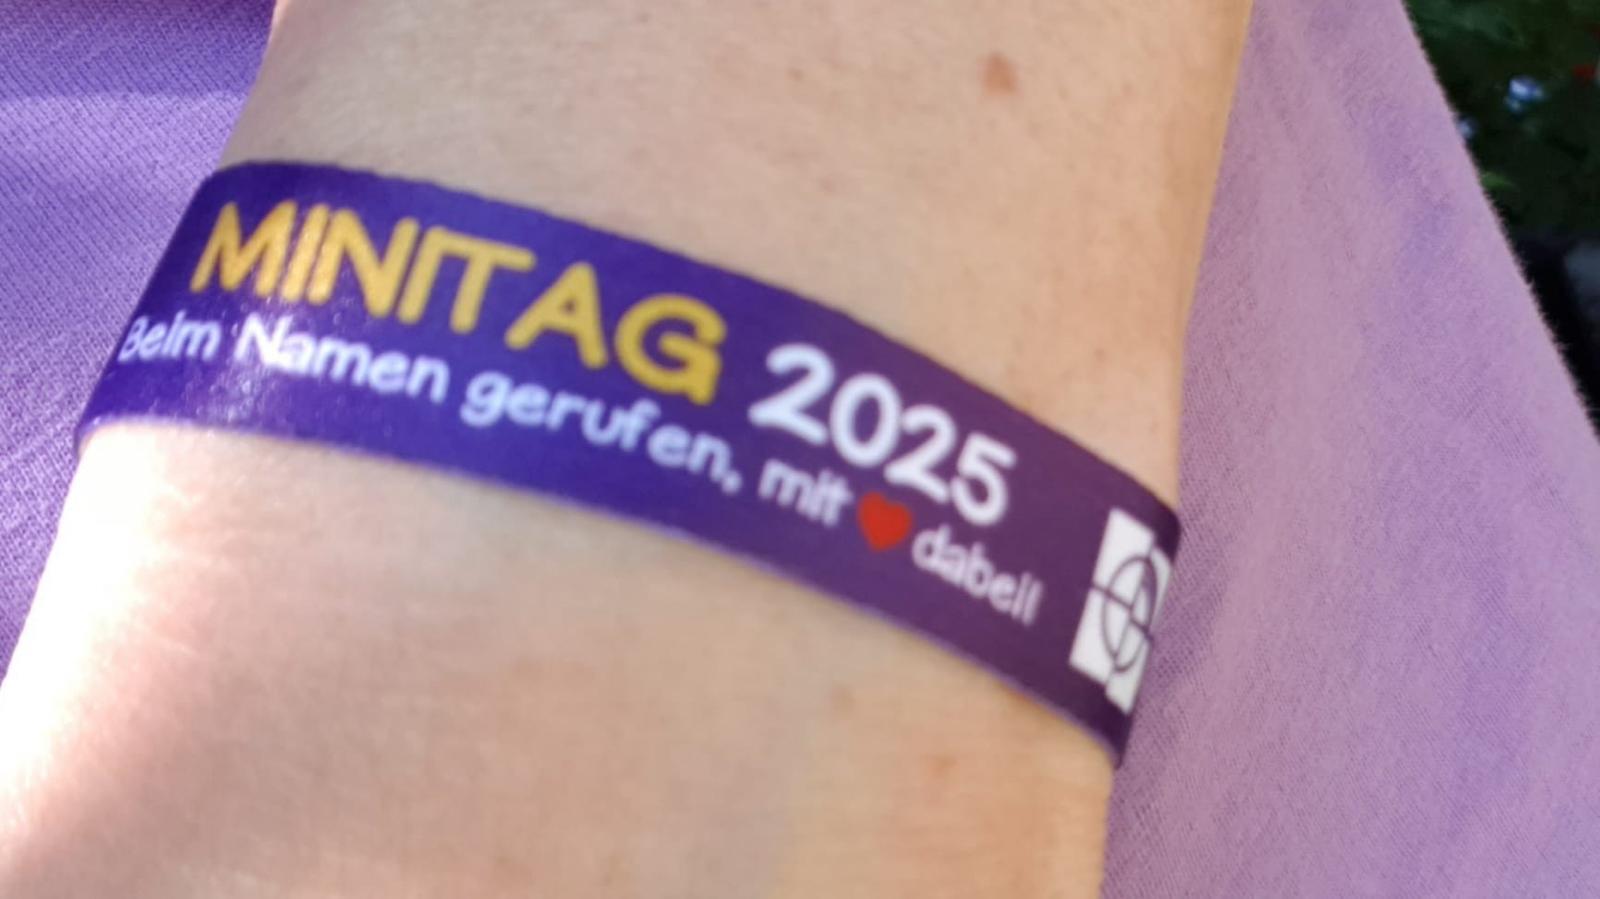 MINITAG 2025
Beim Namen gerufen, mit ❤ dabei!